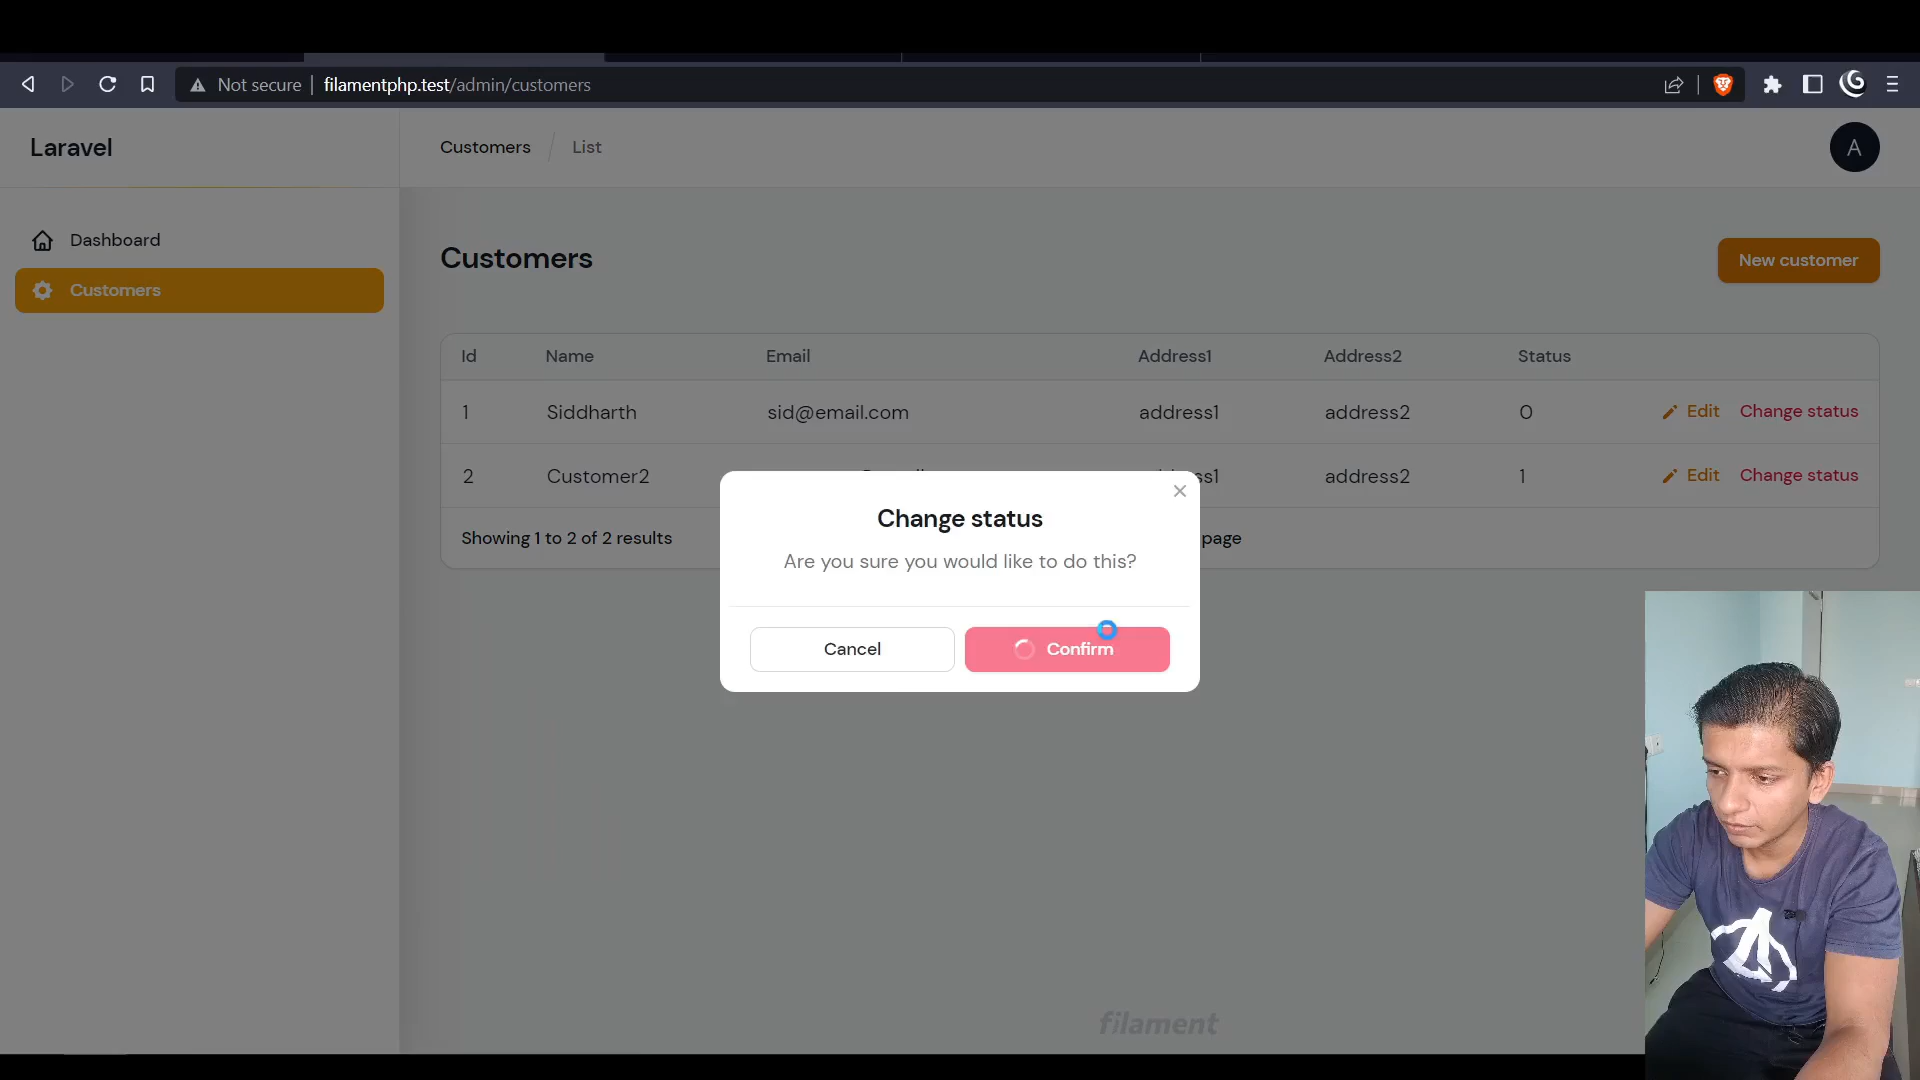 Not secure filamentphp.test/admin/customers
Laravel
Customers / List
A
Dashboard
Customers
Customers
New customer
Id Name Email Address1 Address2 Status
1 Siddharth sid@email.com address1 address2 0 Edit Change status
2 Customer2 address2 1 Edit Change status
Showing 1 to 2 of 2 results page
Change status
Are you sure you would like to do this?
Cancel Confirm
filament